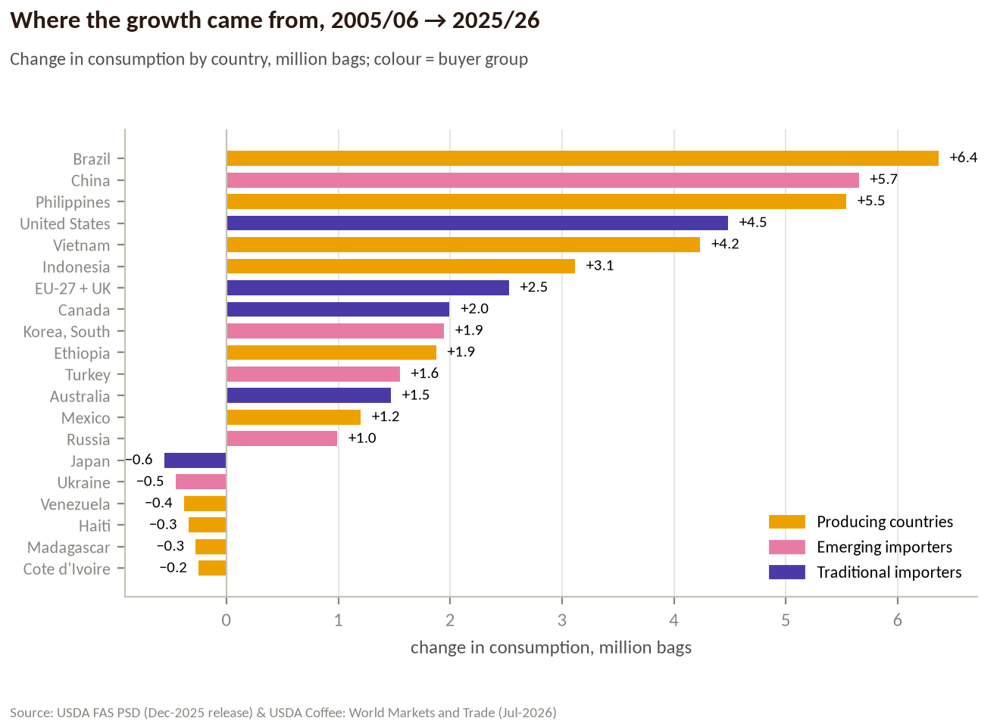 Where the growth came from, 2005/06 → 2025/26
Change in consumption by country, million bags; colour = buyer group
Brazil +6.4
China +5.7
Philippines +5.5
United States +4.5
Vietnam +4.2
Indonesia +3.1
EU-27 + UK +2.5
Canada +2.0
Korea, South +1.9
Ethiopia +1.9
Turkey +1.6
Australia +1.5
Mexico +1.2
Russia +1.0
Japan −0.6
Ukraine −0.5
Venezuela −0.4
Haiti −0.3
Madagascar −0.3
Cote d'Ivoire −0.2
Producing countries
Emerging importers
Traditional importers
0 1 2 3 4 5 6
change in consumption, million bags
Source: USDA FAS PSD (Dec-2025 release) & USDA Coffee: World Markets and Trade (Jul-2026)